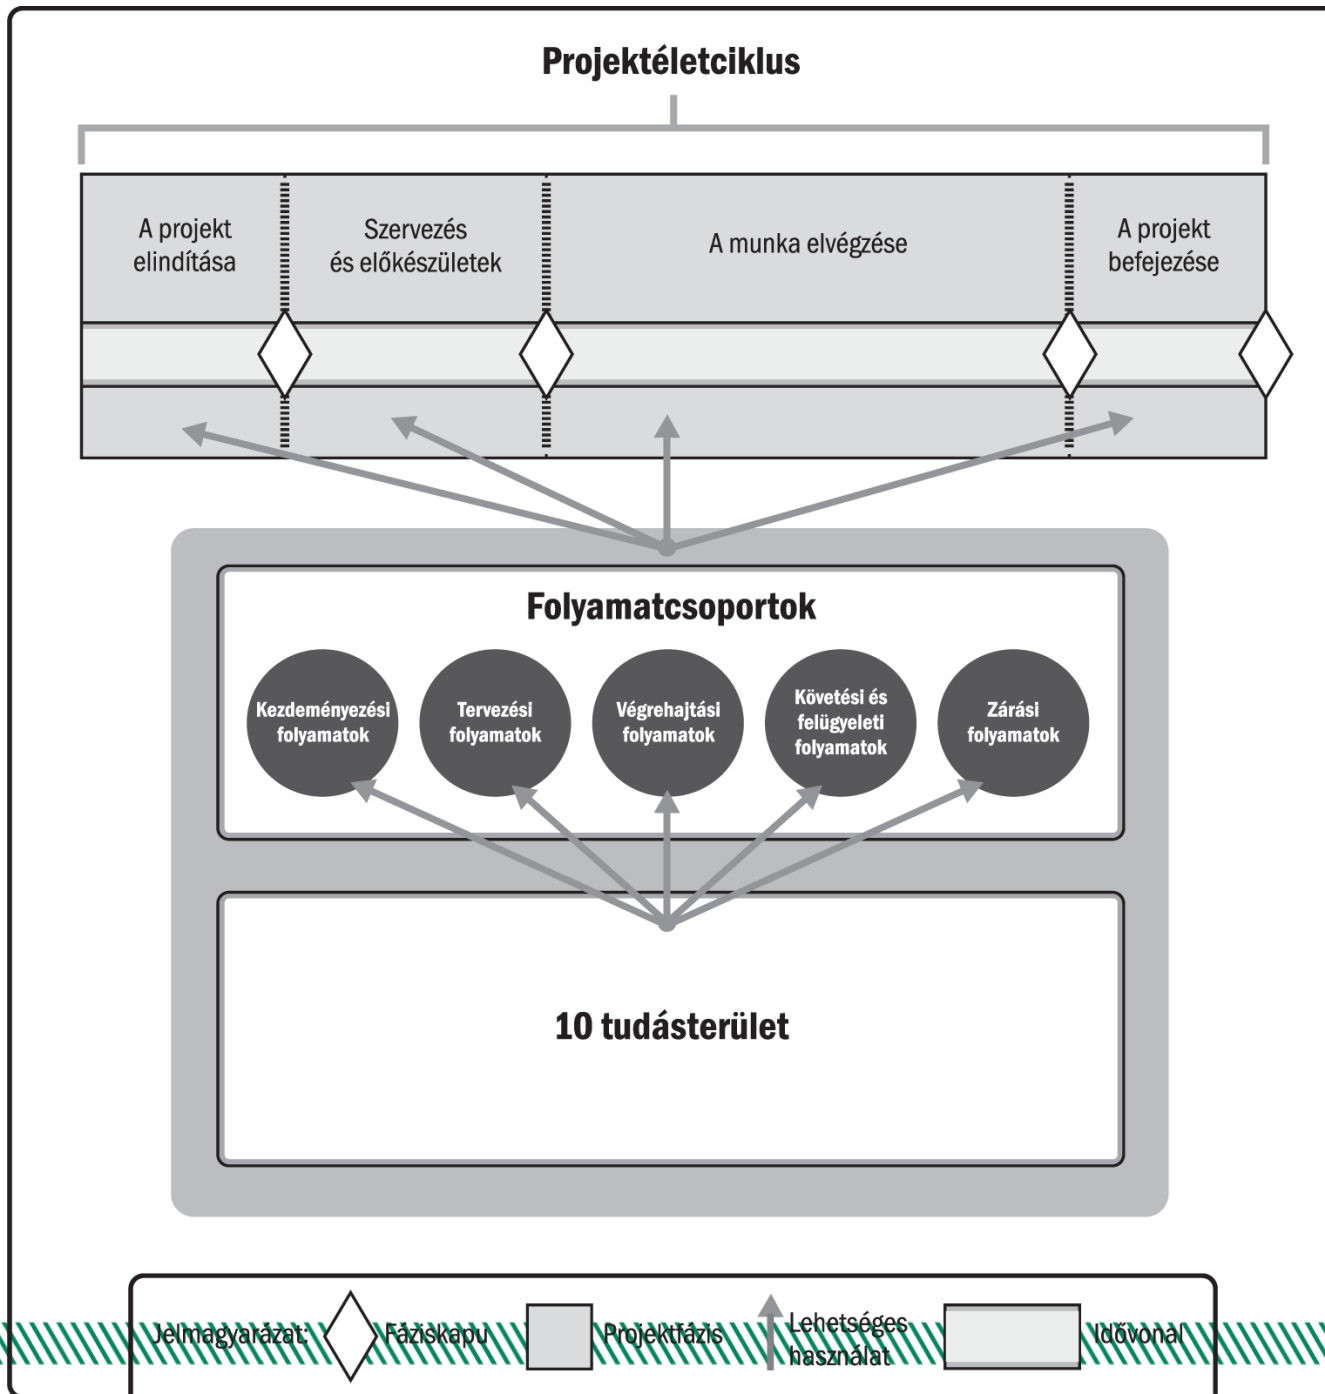 Projektéletciklus
A projekt
elindítása
Szervezés
és előkészületek
A munka elvégzése
A projekt
befejezése
Folyamatcsoportok
Kezdeményezési
folyamatok
Tervezési
folyamatok
Végrehajtási
folyamatok
Követési és
felügyeleti
folyamatok
Zárási
folyamatok
10 tudásterület
Jelmagyarázat:
Fáziskapu
Projektfázis
Lehetséges
használat
Idővonal